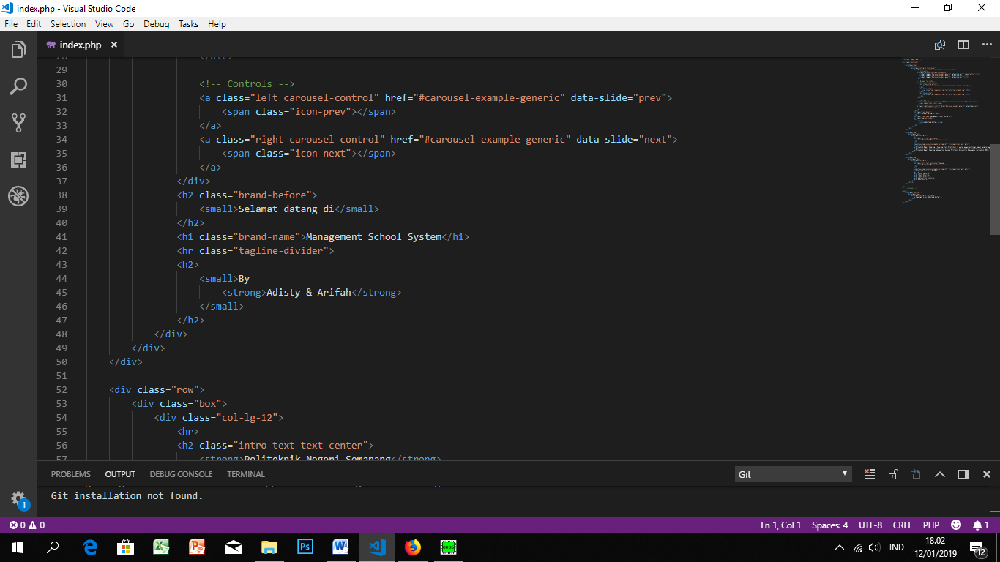 index.php - Visual Studio Code
File Edit Selection View Go Debug Tasks Help
index.php
28 </div>
29
30 <!-- Controls -->
31 <a class="left carousel-control" href="#carousel-example-generic" data-slide="prev">
32 <span class="icon-prev"></span>
33 </a>
34 <a class="right carousel-control" href="#carousel-example-generic" data-slide="next">
35 <span class="icon-next"></span>
36 </a>
37 </div>
38 <h2 class="brand-before">
39 <small>Selamat datang di</small>
40 </h2>
41 <h1 class="brand-name">Management School System</h1>
42 <hr class="tagline-divider">
43 <h2>
44 <small>By
45 <strong>Adisty & Arifah</strong>
46 </small>
47 </h2>
48 </div>
49 </div>
50 </div>
51
52 <div class="row">
53 <div class="box">
54 <div class="col-lg-12">
55 <hr>
56 <h2 class="intro-text text-center">
57 <strong>Politeknik Negeri Semarang</strong>
PROBLEMS OUTPUT DEBUG CONSOLE TERMINAL Git
Git installation not found.
1
0 0 Ln 1, Col 1 Spaces: 4 UTF-8 CRLF PHP 1
IND 18.02
12/01/2019 12